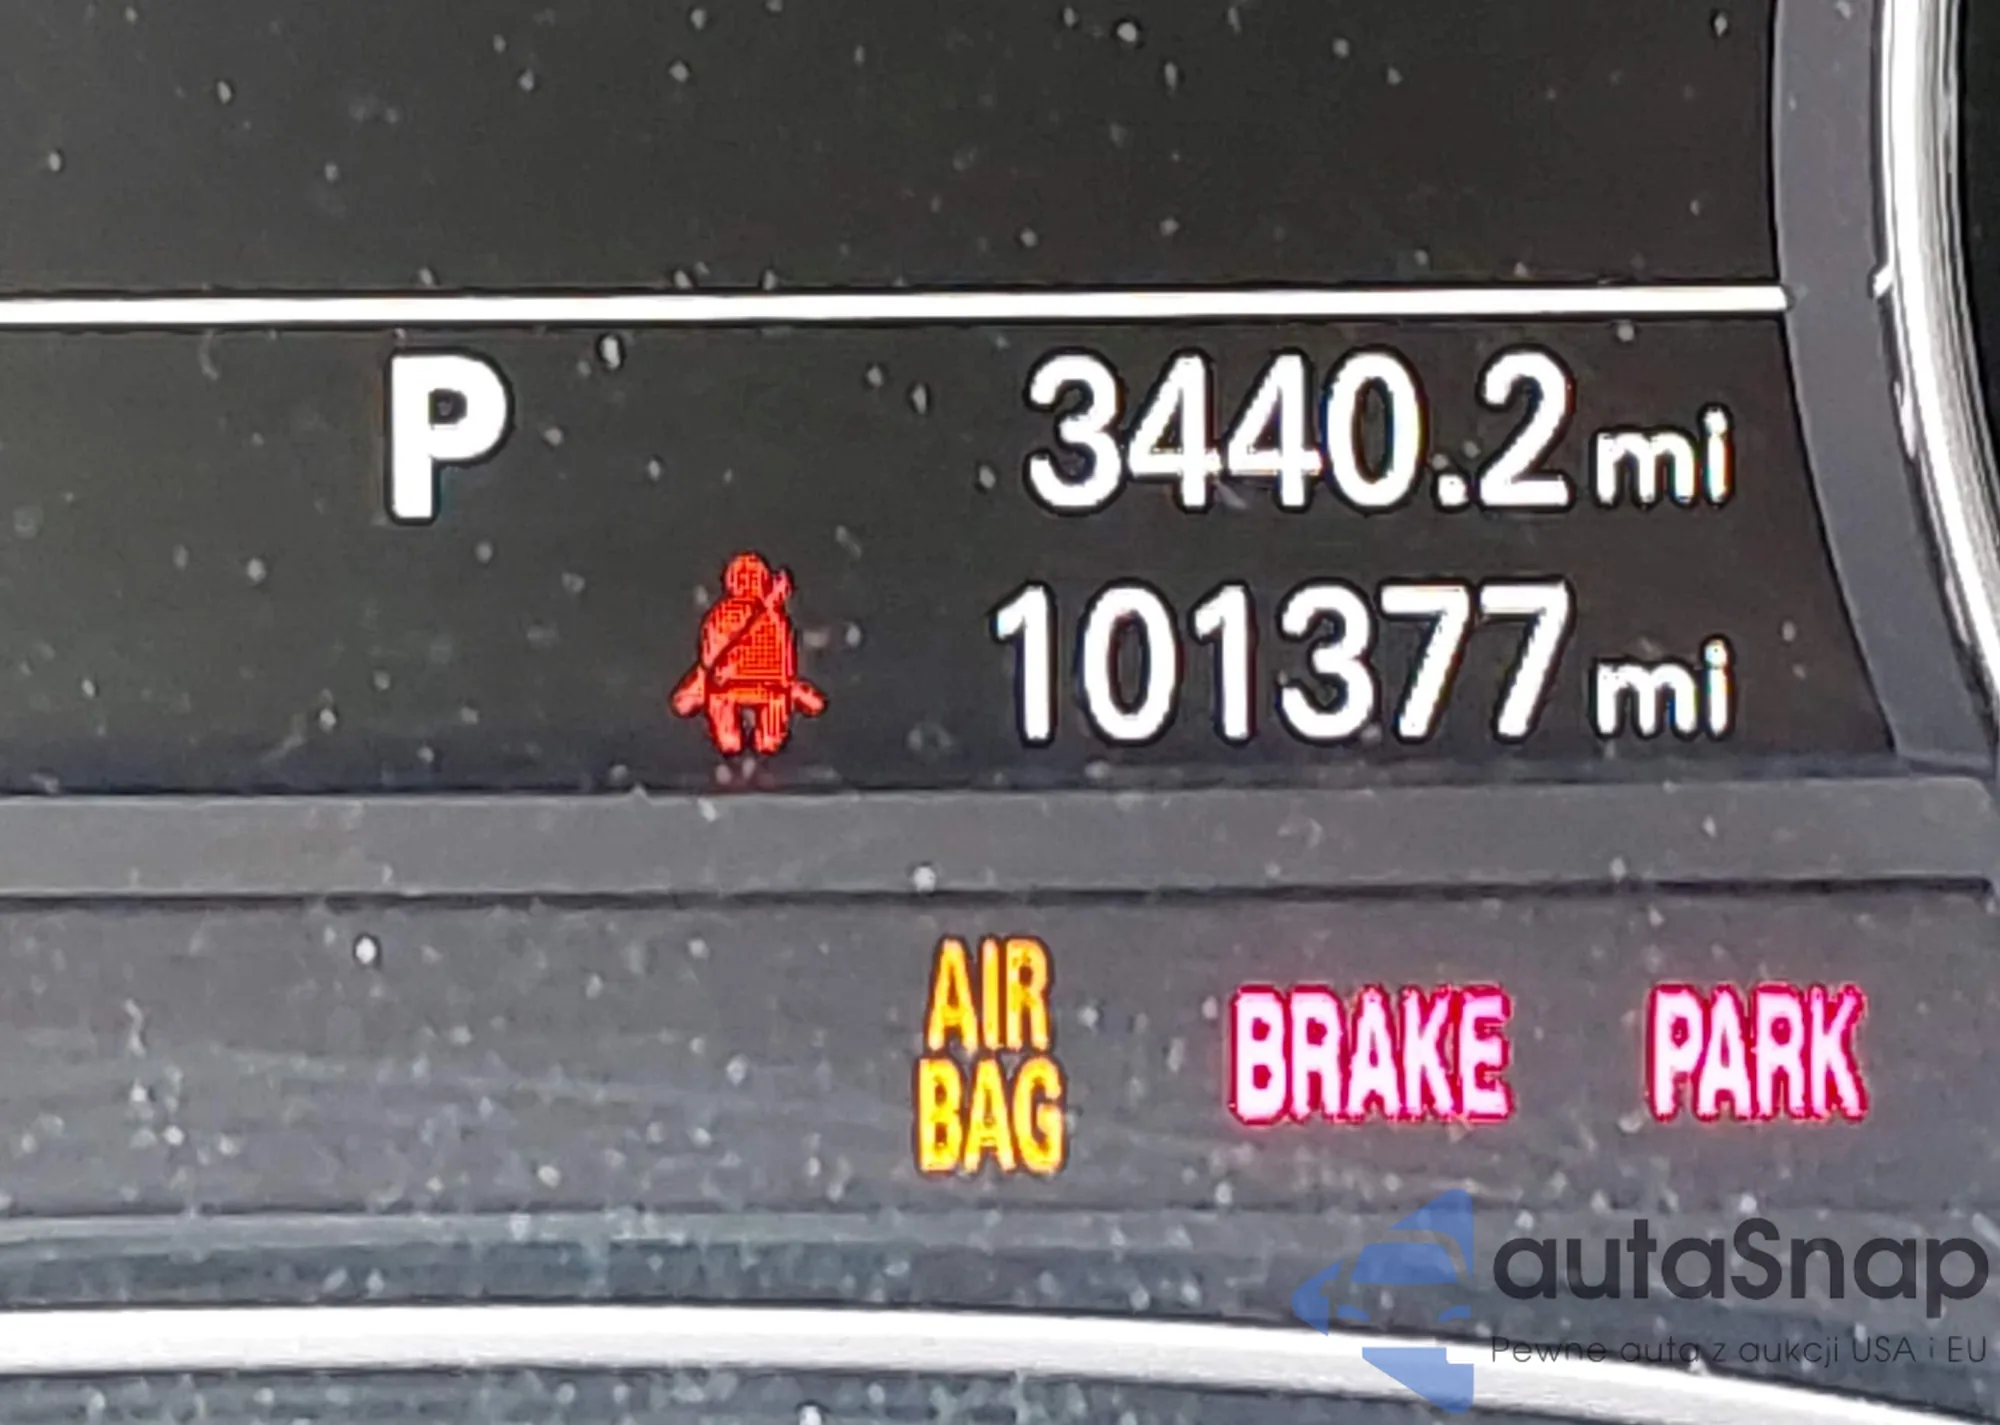 P 3440.2 mi
101377 mi
AIR
BAG
BRAKE PARK
autaSnap
Pewne auta z aukcji USA i EU